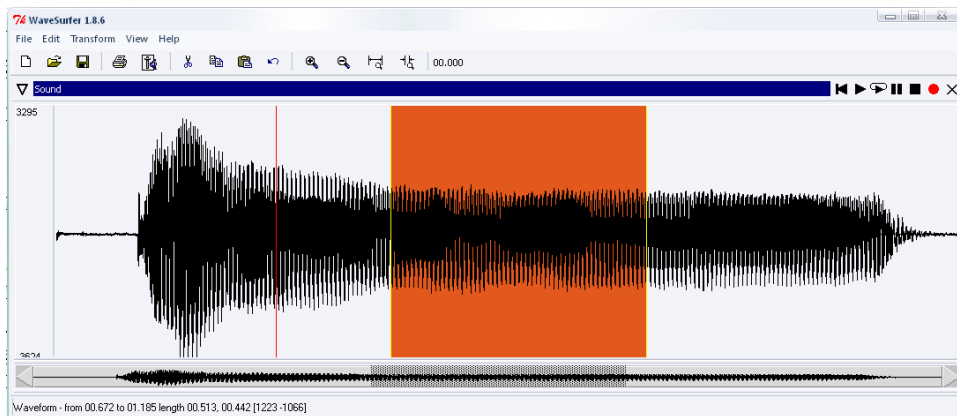 WaveSurfer 1.8.6
File Edit Transform View Help
00.000
Sound
3295
-3624
Waveform - from 00.672 to 01.185 length 00.513, 00.442 [1223 -1066]